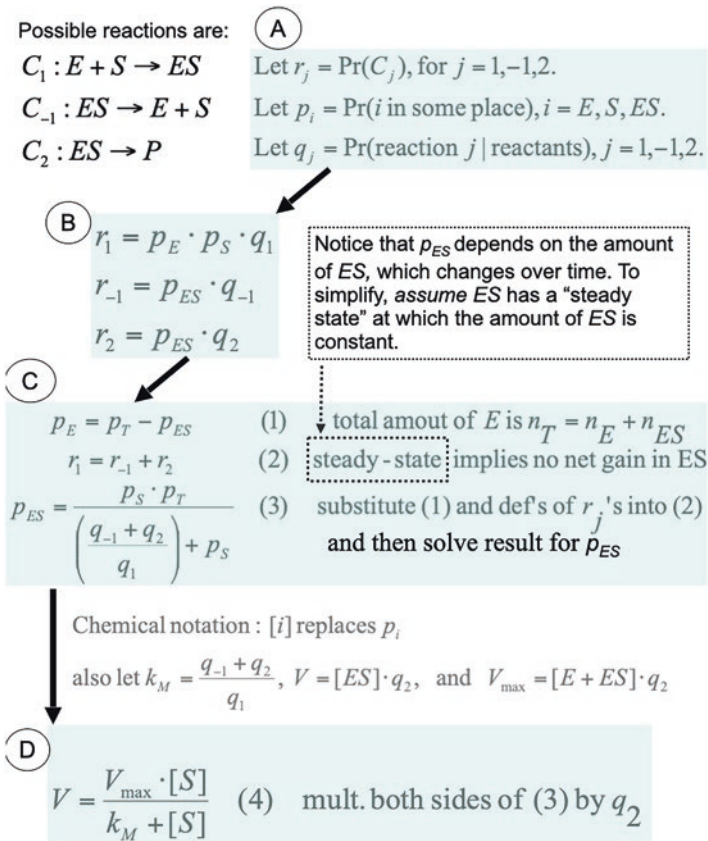 Possible reactions are:
C₁ : E + S → ES
C₋₁ : ES → E + S
C₂ : ES → P
A
Let rⱼ = Pr(Cⱼ), for j = 1,−1,2.
Let pᵢ = Pr(i in some place), i = E, S, ES.
Let qⱼ = Pr(reaction j | reactants), j = 1,−1,2.
B
r₁ = p_E · p_S · q₁
r₋₁ = p_ES · q₋₁
r₂ = p_ES · q₂
Notice that p_ES depends on the amount
of ES, which changes over time. To
simplify, assume ES has a “steady
state” at which the amount of ES is
constant.
C
p_E = p_T − p_ES (1) total amout of E is n_T = n_E + n_ES
r₁ = r₋₁ + r₂ (2) steady - state implies no net gain in ES
p_ES = (p_S · p_T) / (((q₋₁ + q₂) / q₁) + p_S) (3) substitute (1) and def's of rⱼ's into (2)
and then solve result for p_ES
Chemical notation : [i] replaces pᵢ
also let k_M = (q₋₁ + q₂) / q₁, V = [ES] · q₂, and V_max = [E + ES] · q₂
D
V = (V_max · [S]) / (k_M + [S]) (4) mult. both sides of (3) by q₂